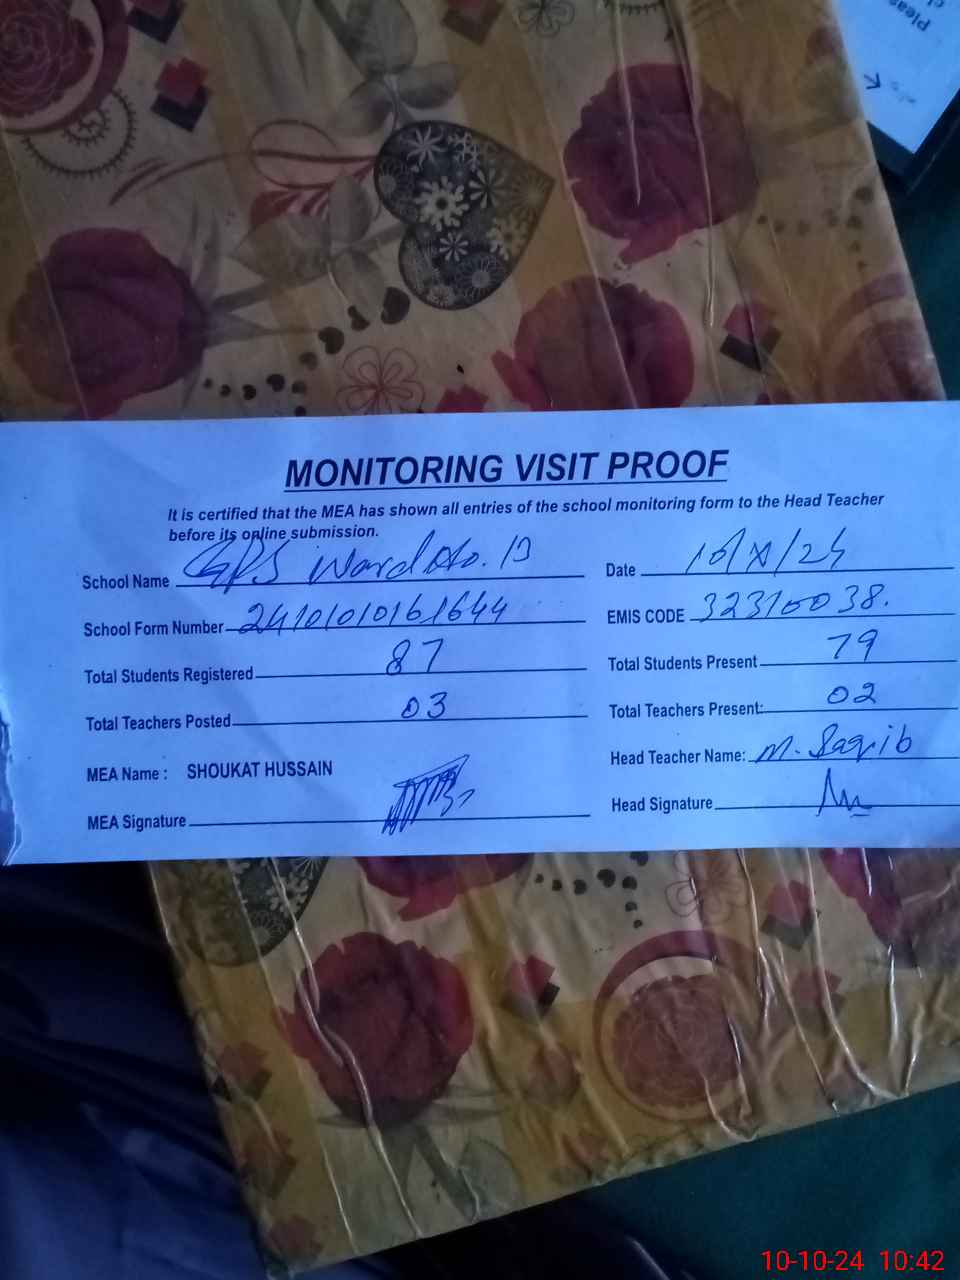 Pleas
MONITORING VISIT PROOF
It is certified that the MEA has shown all entries of the school monitoring form to the Head Teacher
before its online submission.
School Name GPS Ward No. 13
Date 10/X/24
School Form Number 24101010161644
EMIS CODE 32310038.
Total Students Registered 87
Total Students Present 79
Total Teachers Posted 03
Total Teachers Present: 02
MEA Name : SHOUKAT HUSSAIN
Head Teacher Name: M. Saqib
MEA Signature
Head Signature
10-10-24 10:42